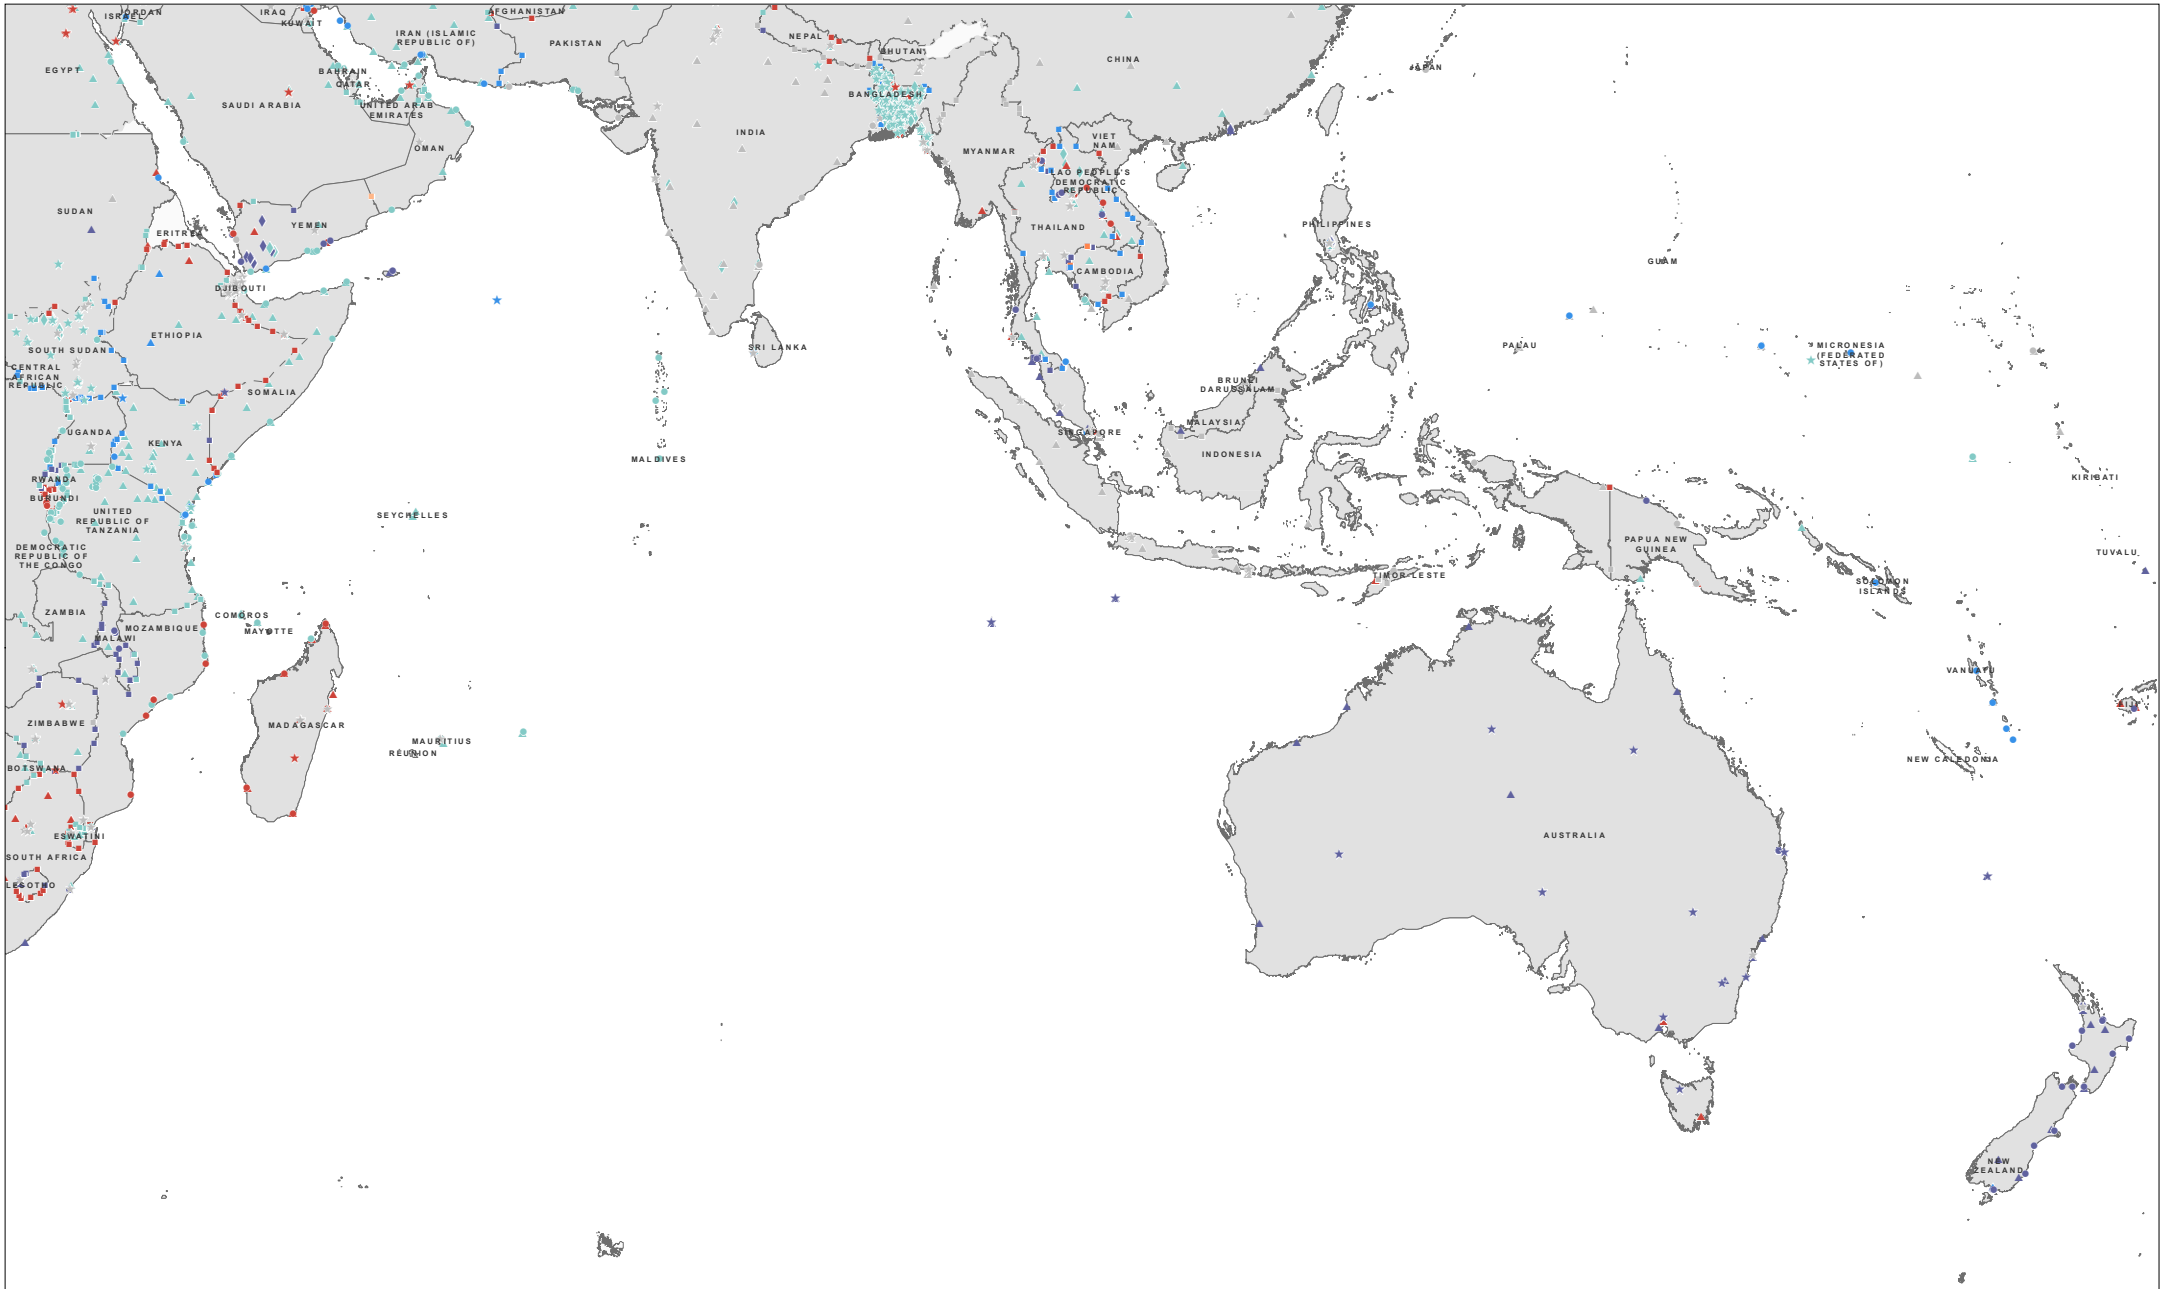 ISRAEL
JORDAN
IRAQ
KUWAIT
AFGHANISTAN
IRAN (ISLAMIC
REPUBLIC OF)
PAKISTAN
NEPAL
BHUTAN
CHINA
JAPAN
EGYPT
BAHRAIN
QATAR
SAUDI ARABIA
UNITED ARAB
EMIRATES
BANGLADESH
INDIA
OMAN
MYANMAR
VIET
NAM
LAO PEOPLE'S
DEMOCRATIC
REPUBLIC
SUDAN
YEMEN
ERITREA
THAILAND
PHILIPPINES
GUAM
CAMBODIA
DJIBOUTI
ETHIOPIA
SOUTH SUDAN
SRI LANKA
PALAU
MICRONESIA
(FEDERATED
STATES OF)
CENTRAL
AFRICAN
REPUBLIC
SOMALIA
BRUNEI
DARUSSALAM
UGANDA
KENYA
MALAYSIA
SINGAPORE
INDONESIA
MALDIVES
RWANDA
BURUNDI
KIRIBATI
UNITED
REPUBLIC OF
TANZANIA
SEYCHELLES
DEMOCRATIC
REPUBLIC OF
THE CONGO
PAPUA NEW
GUINEA
TUVALU
TIMOR-LESTE
SOLOMON
ISLANDS
ZAMBIA
COMOROS
MAYOTTE
MOZAMBIQUE
MALAWI
VANUATU
FIJI
ZIMBABWE
MADAGASCAR
MAURITIUS
RÉUNION
NEW CALEDONIA
BOTSWANA
AUSTRALIA
ESWATINI
SOUTH AFRICA
LESOTHO
NEW
ZEALAND